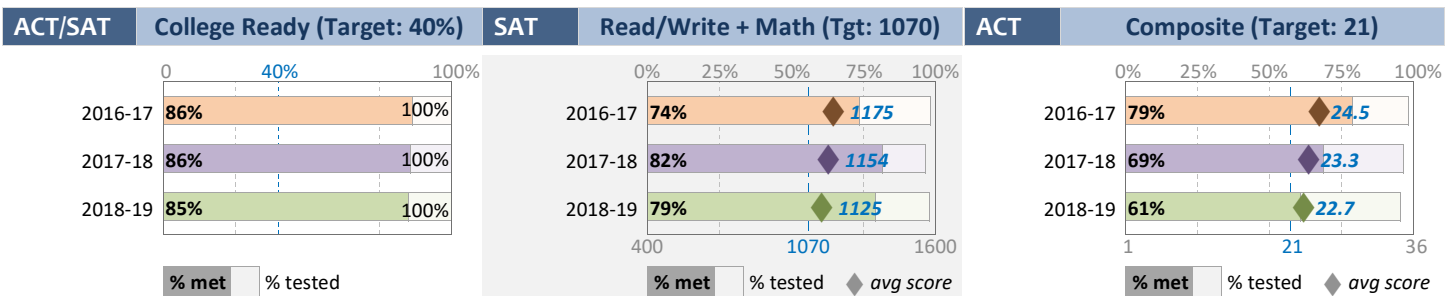 ACT/SAT College Ready (Target: 40%)
0 40% 100%
2016-17 86% 100%
2017-18 86% 100%
2018-19 85% 100%
% met % tested
SAT Read/Write + Math (Tgt: 1070)
0% 25% 50% 75% 100%
2016-17 74% 1175
2017-18 82% 1154
2018-19 79% 1125
400 1070 1600
% met % tested avg score
ACT Composite (Target: 21)
0% 25% 50% 75% 100%
2016-17 79% 24.5
2017-18 69% 23.3
2018-19 61% 22.7
1 21 36
% met % tested avg score